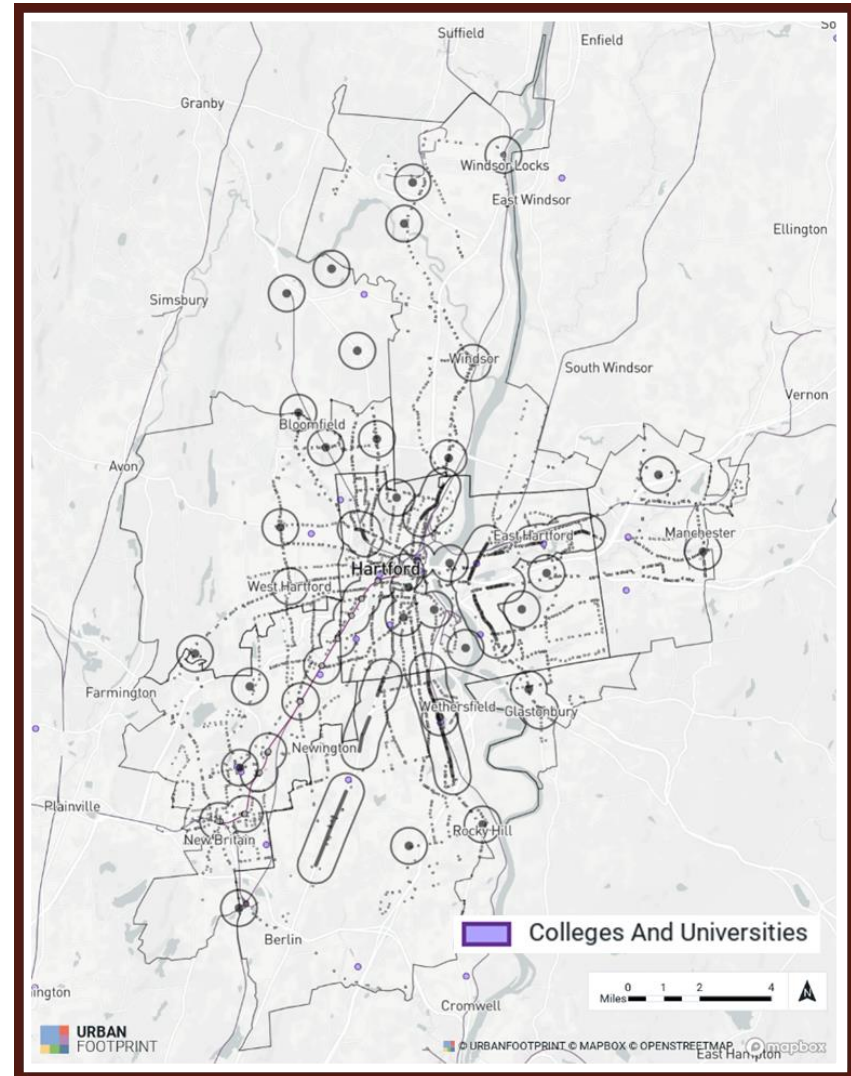 So
Suffield
Enfield
Granby
Windsor Locks
East Windsor
Ellington
Simsbury
Windsor
South Windsor
Vernon
Bloomfield
Avon
East Hartford
Manchester
Hartford
West Hartford
Farmington
Wethersfield
Glastonbury
Newington
Plainville
Rocky Hill
New Britain
Colleges And Universities
Berlin
ington
0 1 2 4
Miles
N
Cromwell
URBAN
FOOTPRINT
© URBANFOOTPRINT © MAPBOX © OPENSTREETMAP
mapbox
East Hampton